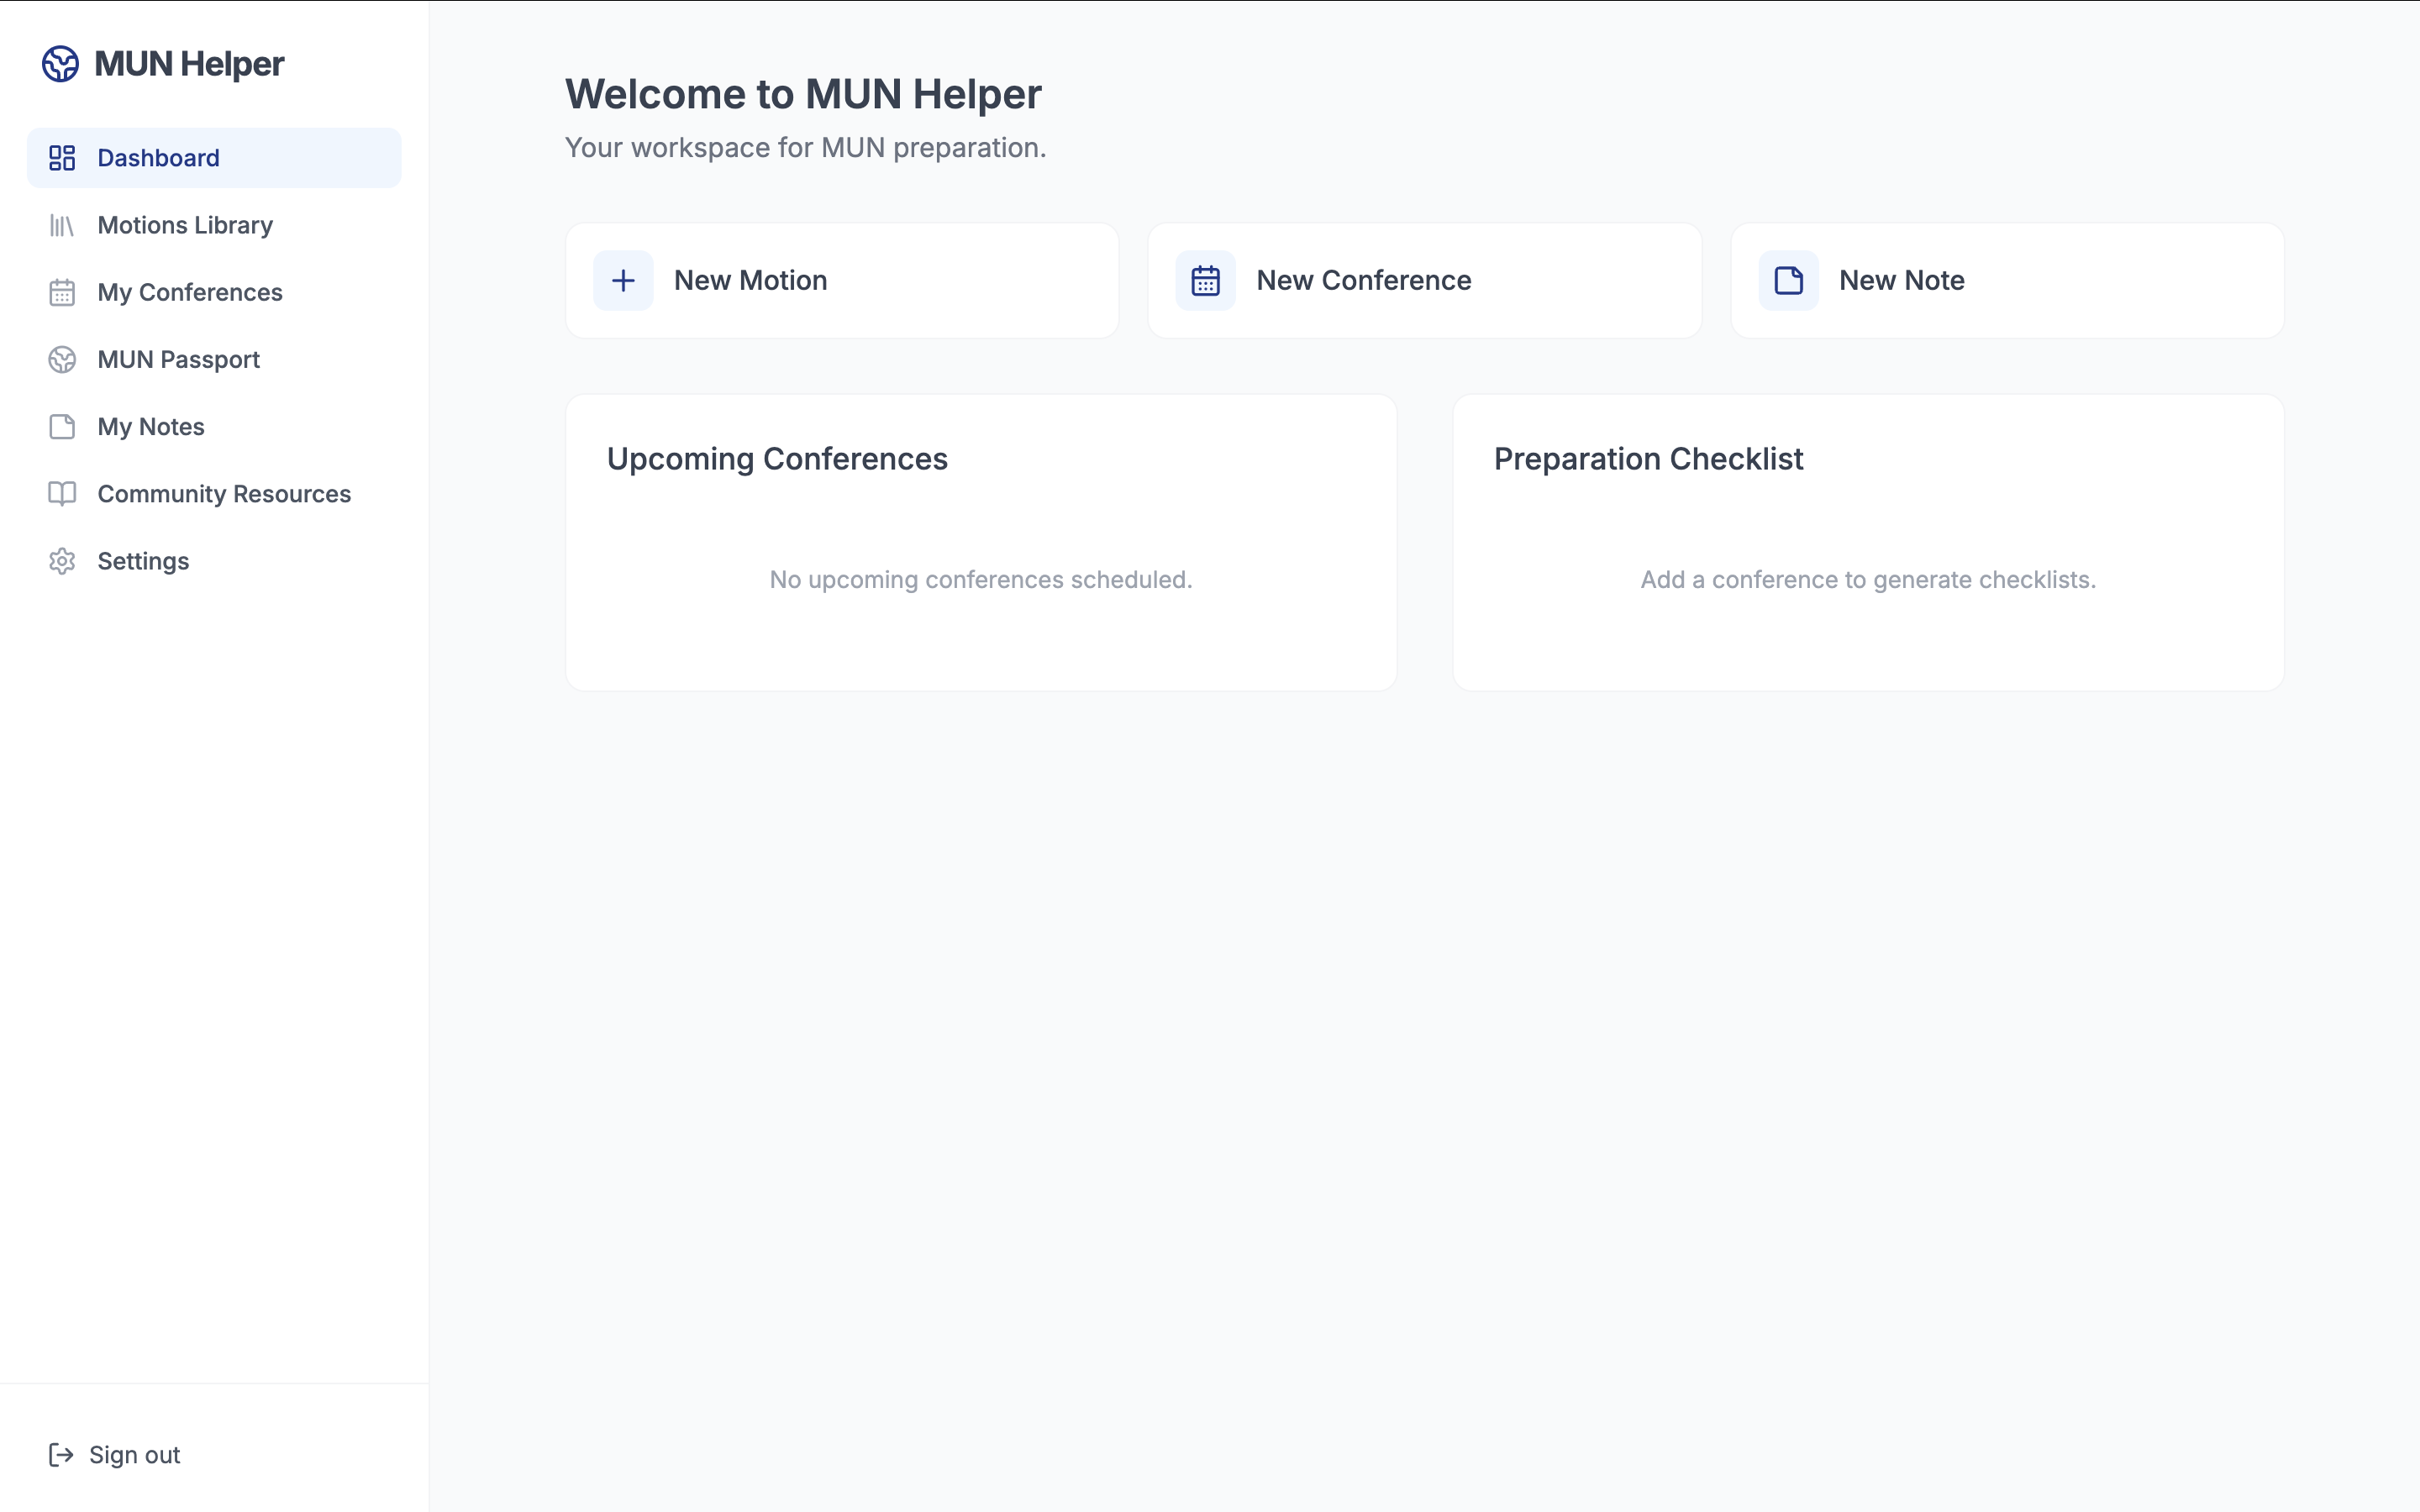 MUN Helper
Dashboard
Motions Library
My Conferences
MUN Passport
My Notes
Community Resources
Settings
Sign out
Welcome to MUN Helper
Your workspace for MUN preparation.
New Motion
New Conference
New Note
Upcoming Conferences
No upcoming conferences scheduled.
Preparation Checklist
Add a conference to generate checklists.